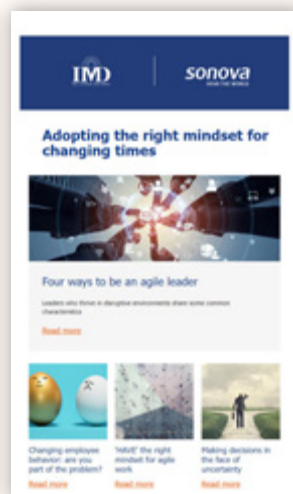 IMD
sonova
HEAR THE WORLD
Adopting the right mindset for
changing times
Four ways to be an agile leader
Leaders who thrive in disruptive environments share some common
characteristics
Read more
Changing employee
behavior: are you
part of the problem?
Read more
'HAVE' the right
mindset for agile
work
Read more
Making decisions in
the face of
uncertainty
Read more